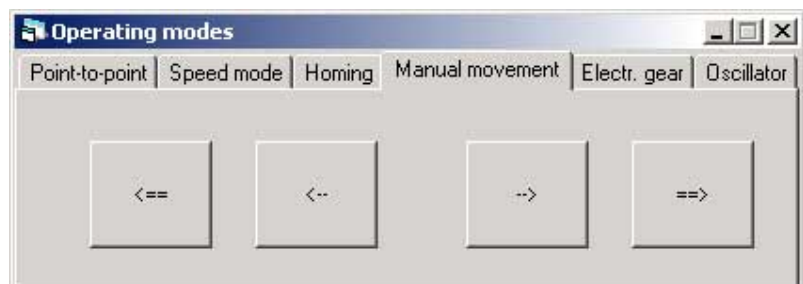 Operating modes
Point-to-point Speed mode Homing Manual movement Electr. gear Oscillator
<== <-- --> ==>